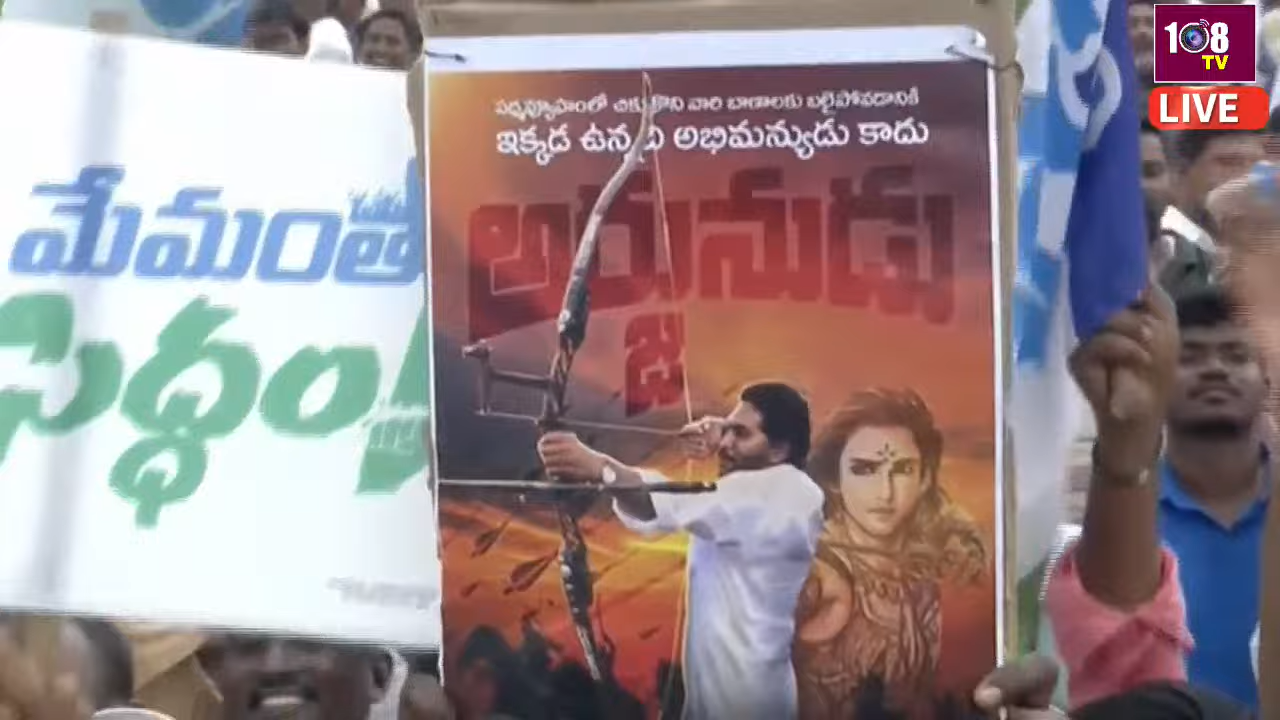 108
TV
LIVE
పద్మవ్యూహంలో చిక్కుకొని వారి బాణాలకు బలైపోవడానికి
ఇక్కడ ఉన్నది అభిమన్యుడు కాదు
అర్జునుడు
మేమంతా
సిద్ధం